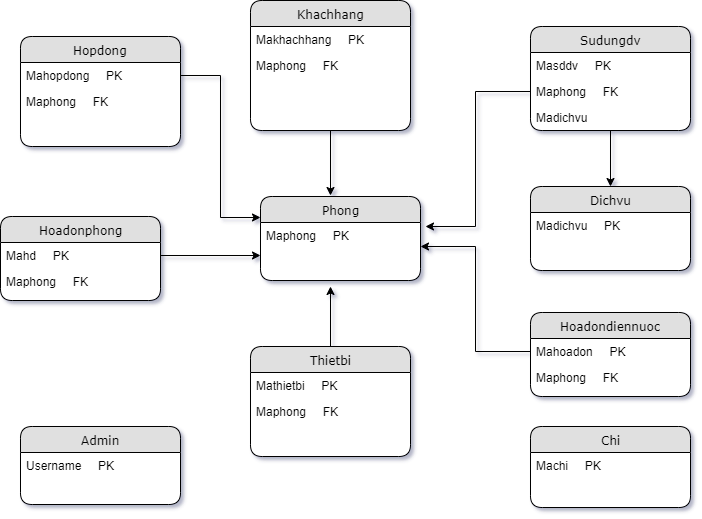 Khachhang
Makhachhang PK
Maphong FK
Hopdong
Mahopdong PK
Maphong FK
Sudungdv
Masddv PK
Maphong FK
Madichvu
Phong
Maphong PK
Dichvu
Madichvu PK
Hoadonphong
Mahd PK
Maphong FK
Hoadondiennuoc
Mahoadon PK
Maphong FK
Thietbi
Mathietbi PK
Maphong FK
Admin
Username PK
Chi
Machi PK